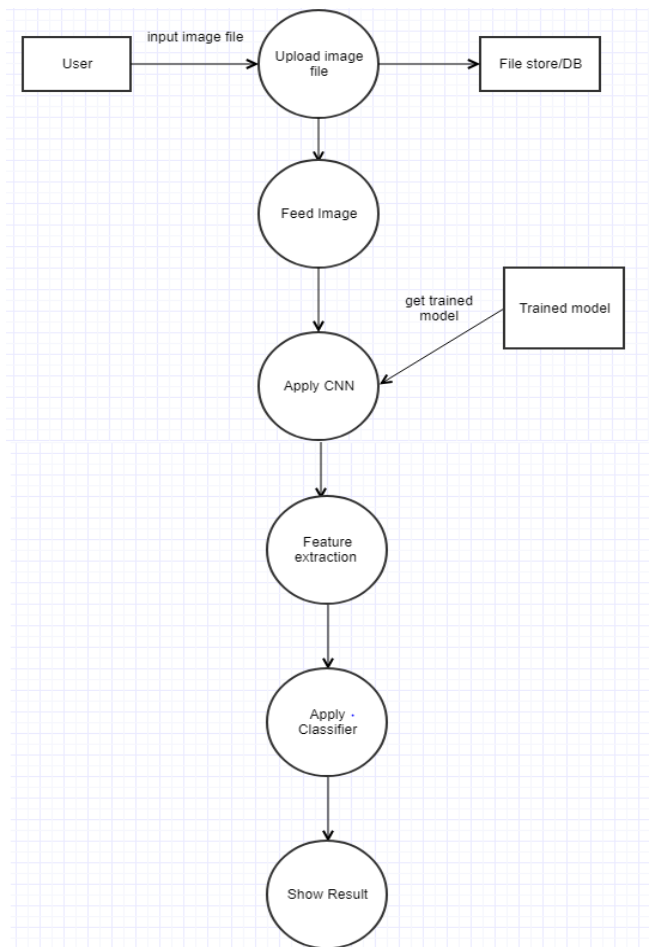 input image file
User
Upload image
file
File store/DB
Feed Image
get trained
model
Trained model
Apply CNN
Feature
extraction
Apply
Classifier
Show Result